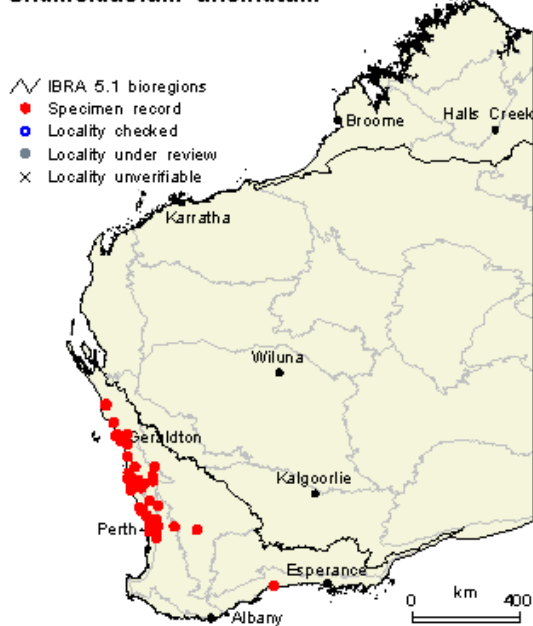 IBRA 5.1 bioregions
Specimen record
Locality checked
Locality under review
Locality unverifiable
Broome
Halls Creek
Karratha
Wiluna
Geraldton
Kalgoorlie
Perth
Esperance
Albany
km
0 400